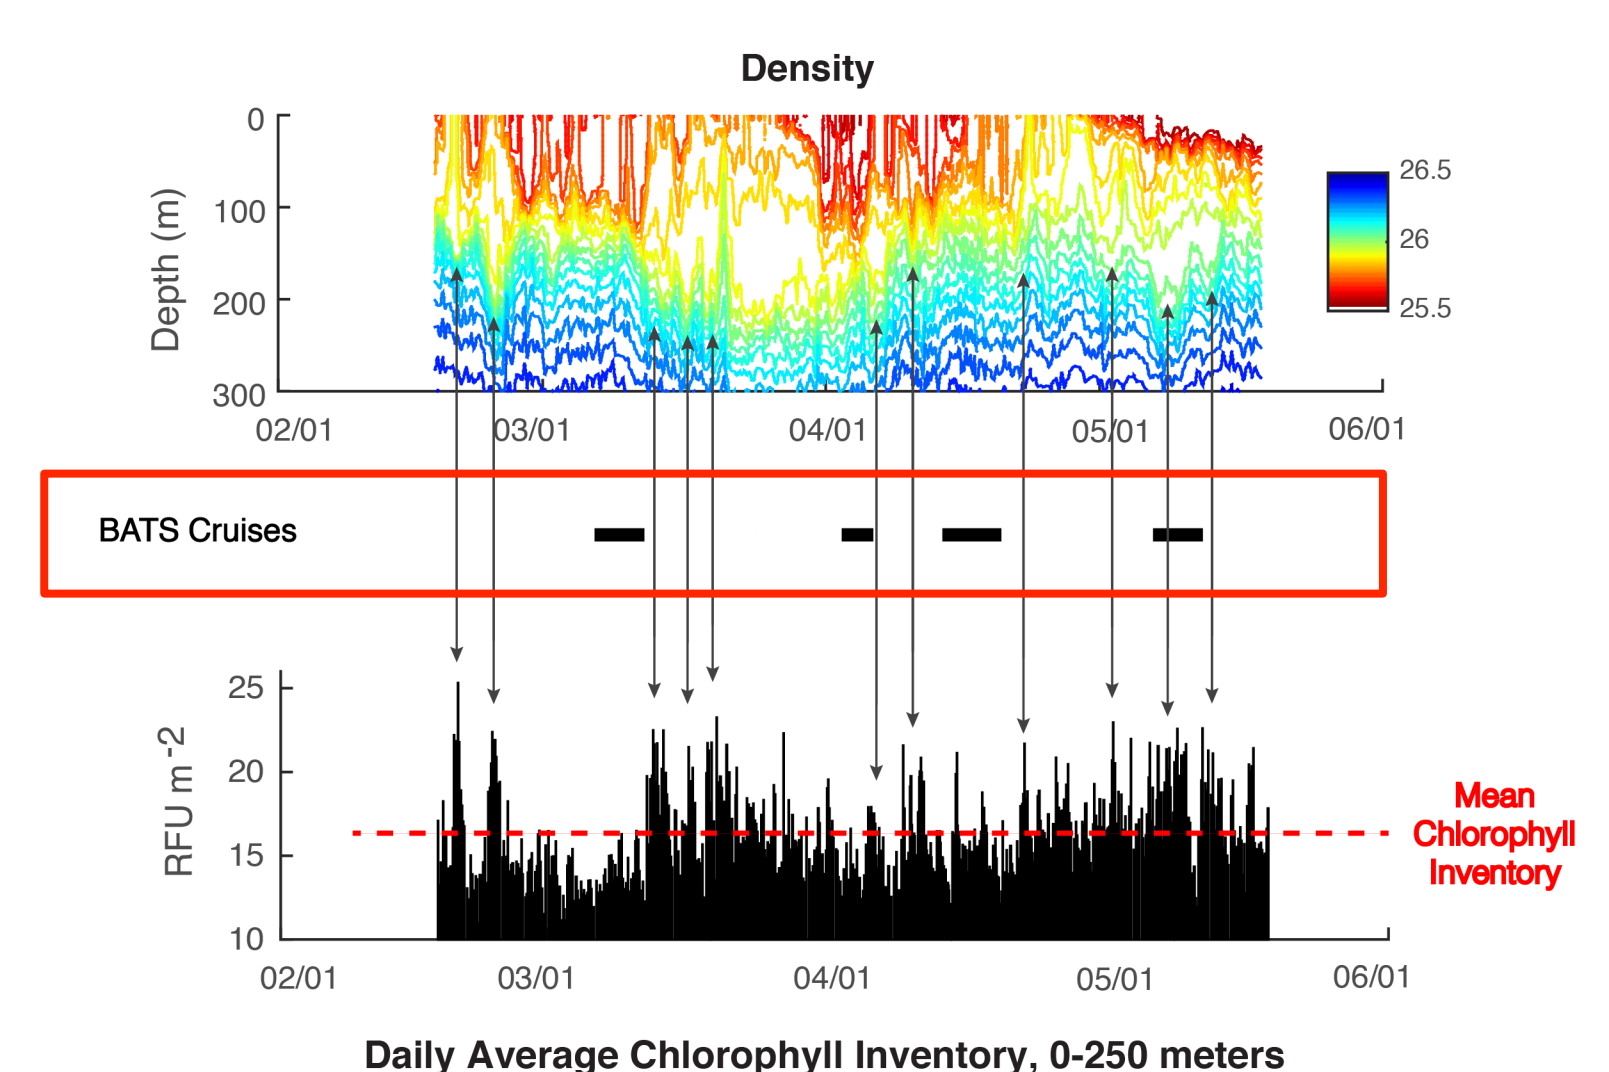 Density
0
100
200
300
Depth (m)
26.5
26
25.5
02/01 03/01 04/01 05/01 06/01
BATS Cruises
25
20
15
10
RFU m-2
Mean
Chlorophyll
Inventory
02/01 03/01 04/01 05/01 06/01
Daily Average Chlorophyll Inventory, 0-250 meters